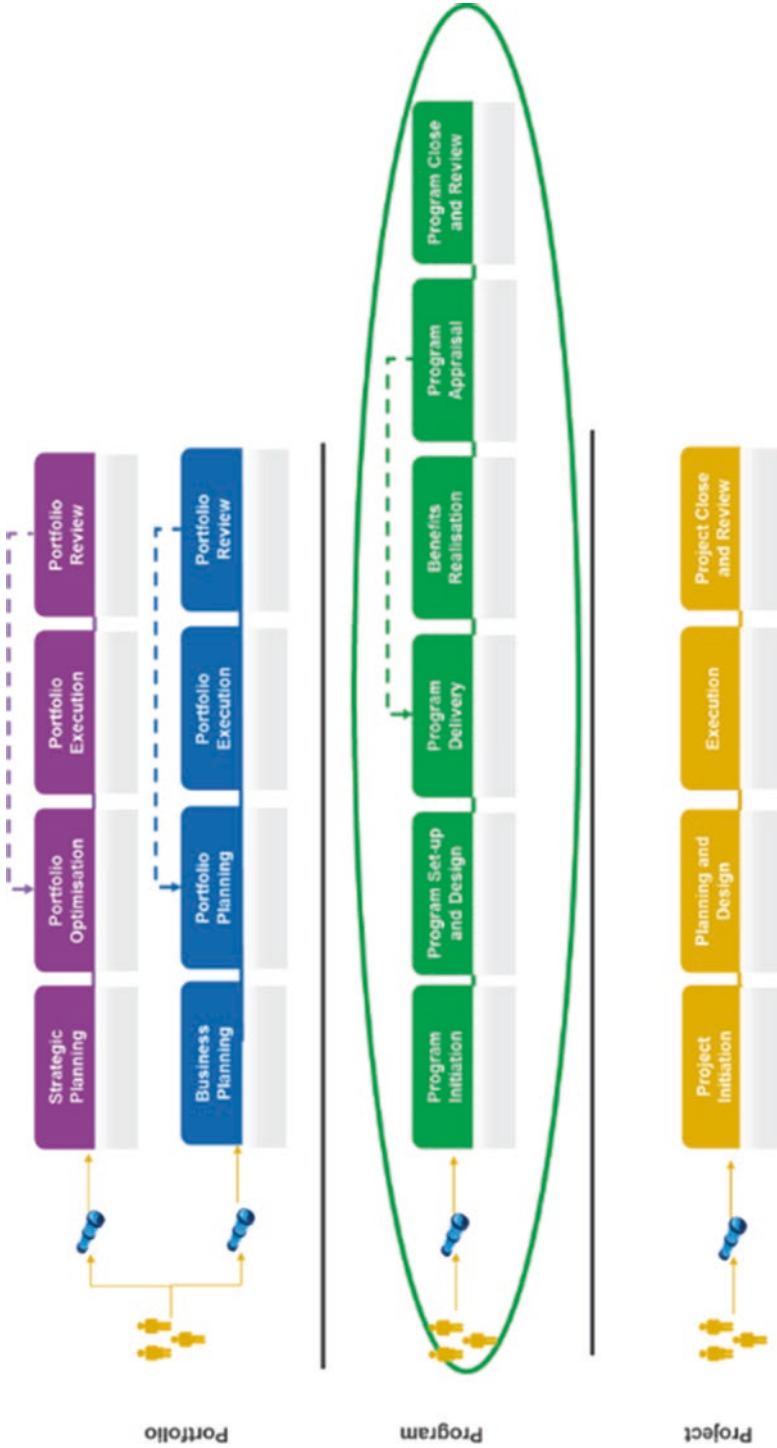 Portfolio
Strategic
Planning
Portfolio
Optimisation
Portfolio
Execution
Portfolio
Review
Business
Planning
Portfolio
Planning
Portfolio
Execution
Portfolio
Review
Program
Program
Initiation
Program Set-up
and Design
Program
Delivery
Benefits
Realisation
Program
Appraisal
Program Close
and Review
Project
Project
Initiation
Planning and
Design
Execution
Project Close
and Review